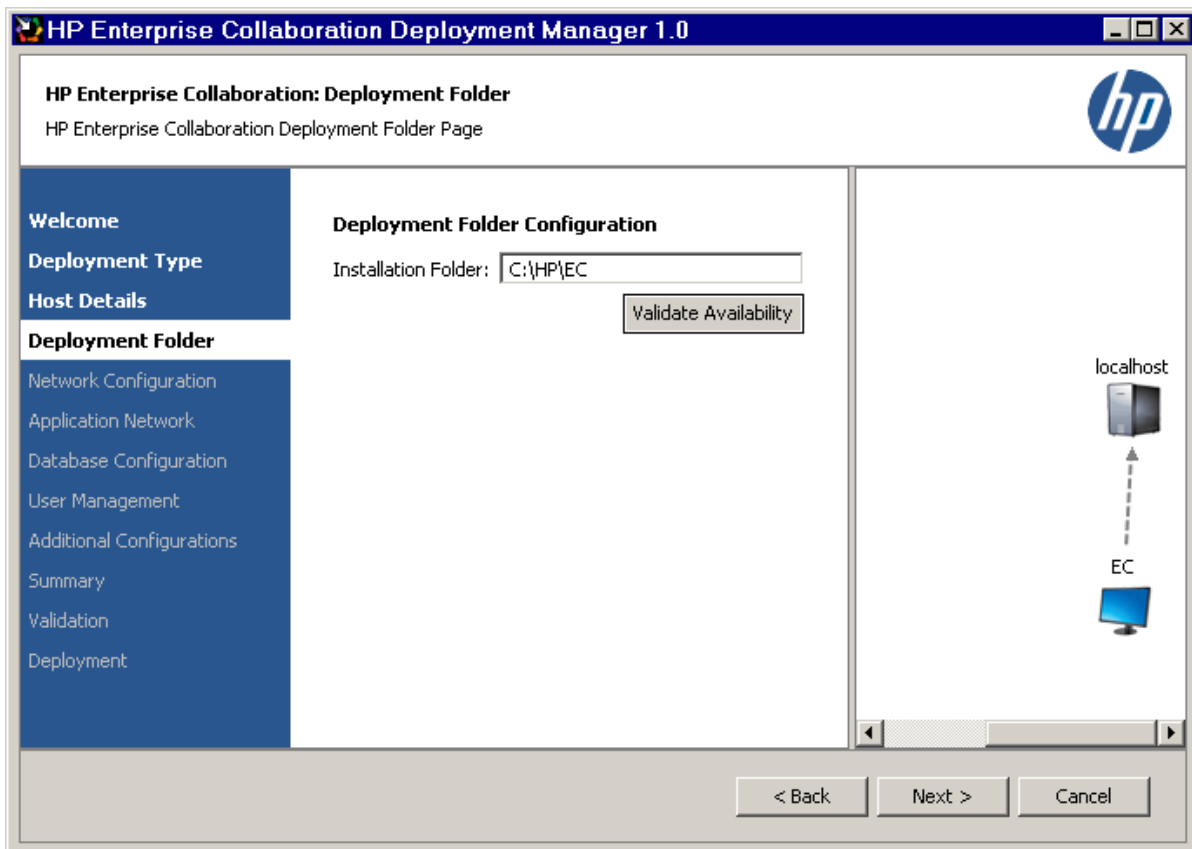 HP Enterprise Collaboration Deployment Manager 1.0
HP Enterprise Collaboration: Deployment Folder
HP Enterprise Collaboration Deployment Folder Page
hp
Welcome
Deployment Type
Host Details
Deployment Folder
Network Configuration
Application Network
Database Configuration
User Management
Additional Configurations
Summary
Validation
Deployment
Deployment Folder Configuration
Installation Folder: C:\HP\EC
Validate Availability
localhost
EC
< Back Next > Cancel